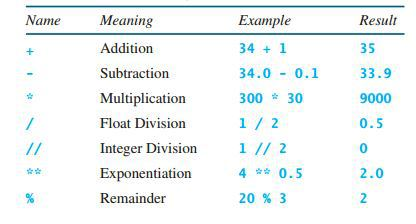 Name Meaning Example Result
+ Addition 34 + 1 35
- Subtraction 34.0 - 0.1 33.9
* Multiplication 300 * 30 9000
/ Float Division 1 / 2 0.5
// Integer Division 1 // 2 0
** Exponentiation 4 ** 0.5 2.0
% Remainder 20 % 3 2